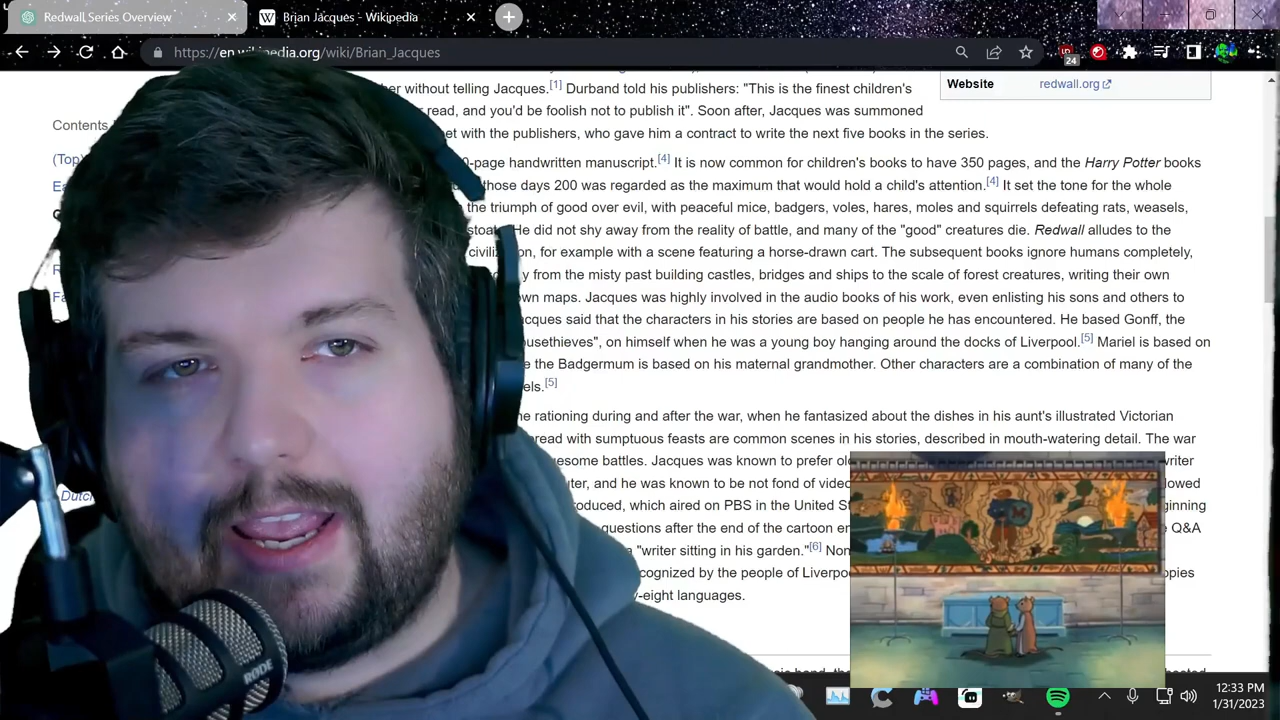 Redwall Series Overview
Brian Jacques - Wikipedia
https://en.wikipedia.org/wiki/Brian_Jacques
24
without telling Jacques.[1] Durband told his publishers: "This is the finest children's
Website redwall.org
read, and you'd be foolish not to publish it". Soon after, Jacques was summoned
Contents
with the publishers, who gave him a contract to write the next five books in the series.
(Top)
handwritten manuscript.[4] It is now common for children's books to have 350 pages, and the Harry Potter books
those days 200 was regarded as the maximum that would hold a child's attention.[4] It set the tone for the whole
the triumph of good over evil, with peaceful mice, badgers, voles, hares, moles and squirrels defeating rats, weasels,
He did not shy away from the reality of battle, and many of the "good" creatures die. Redwall alludes to the
for example with a scene featuring a horse-drawn cart. The subsequent books ignore humans completely,
y from the misty past building castles, bridges and ships to the scale of forest creatures, writing their own
own maps. Jacques was highly involved in the audio books of his work, even enlisting his sons and others to
acques said that the characters in his stories are based on people he has encountered. He based Gonff, the
usethieves", on himself when he was a young boy hanging around the docks of Liverpool.[5] Mariel is based on
the Badgermum is based on his maternal grandmother. Other characters are a combination of many of the
els.[5]
rationing during and after the war, when he fantasized about the dishes in his aunt's illustrated Victorian
read with sumptuous feasts are common scenes in his stories, described in mouth-watering detail. The war
esome battles. Jacques was known to prefer
writer
uter, and he was known to be not fond of
lowed
Dutc
roduced, which aired on PBS in the United
ginning
questions after the end of the cartoon
Q&A
a "writer sitting in his garden."[6]
cognized by the people of
opies
y-eight languages.
RODE
12:33 PM
1/31/2023